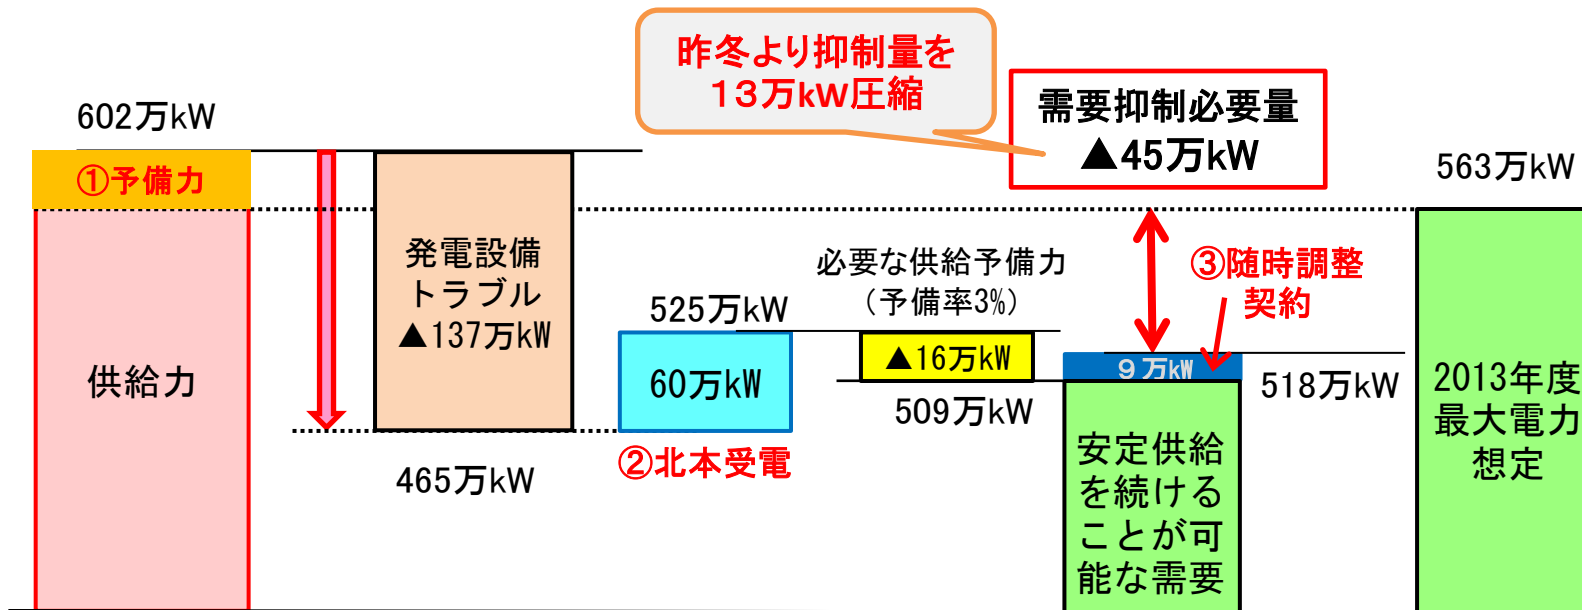 昨冬より抑制量を
13万kW圧縮
需要抑制必要量
▲45万kW
602万kW
①予備力
供給力
発電設備
トラブル
▲137万kW
465万kW
525万kW
60万kW
②北本受電
必要な供給予備力
(予備率3%)
▲16万kW
509万kW
③随時調整
契約
9万kW
518万kW
安定供給
を続ける
ことが可
能な需要
563万kW
2013年度
最大電力
想定